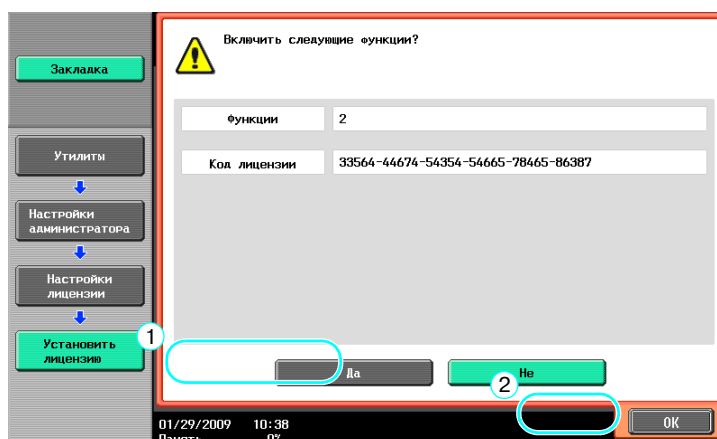 Включить следующие функции?
Закладка
Функции
2
Утилиты
Код лицензии
33564-44674-54354-54665-78465-86387
Настройки
администратора
Настройки
лицензии
Установить
лицензию
1
Да
Не
2
01/29/2009 10:38
Память 0%
OK